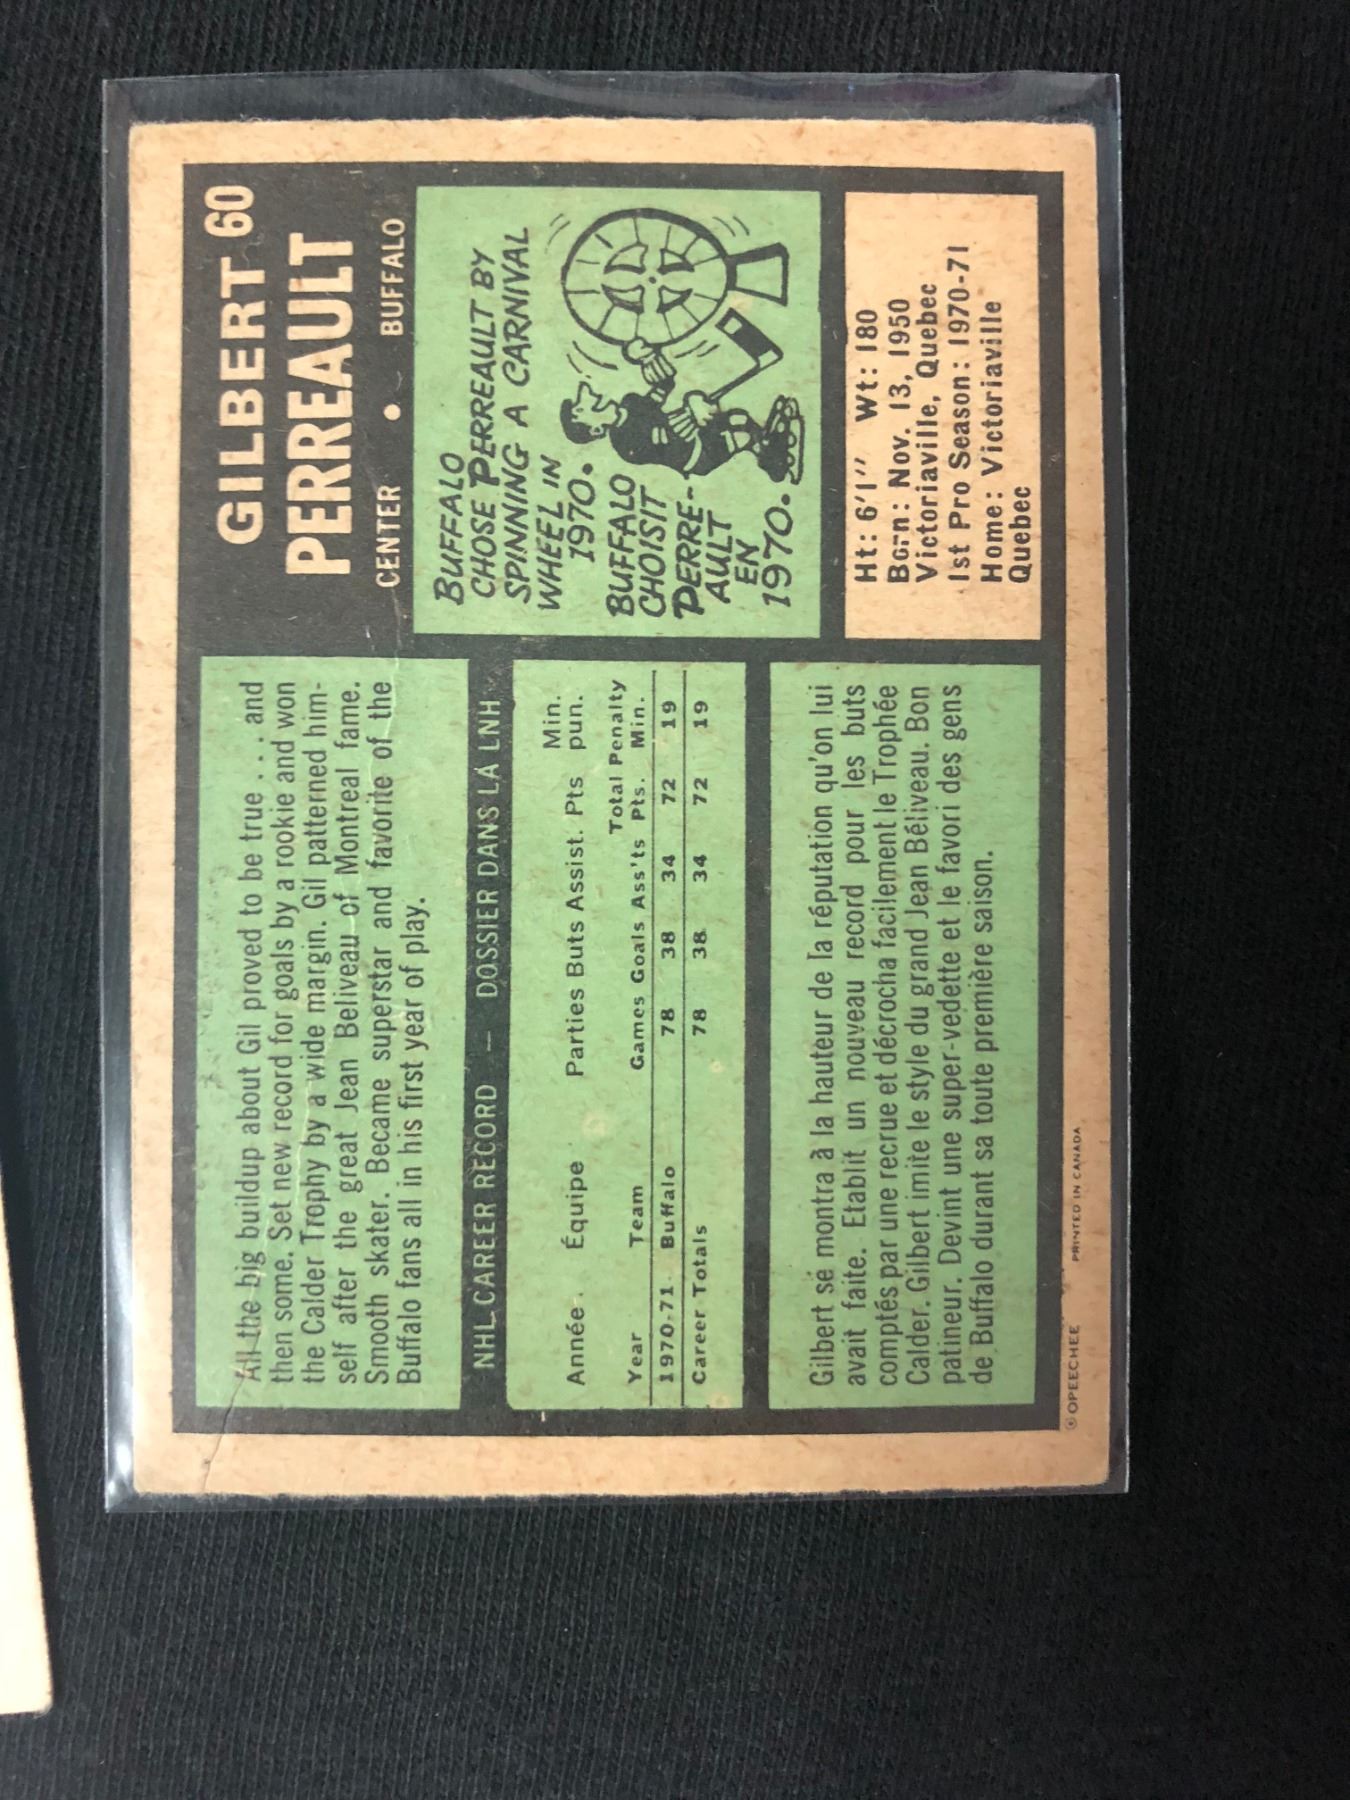 GILBERT 60
PERREAULT
CENTER • BUFFALO
BUFFALO
CHOSE PERREAULT BY
SPINNING A CARNIVAL
WHEEL IN
1970.
BUFFALO
CHOISIT
PERRE-
AULT
EN
1970.
Ht: 6'1'' Wt: 180
Born: Nov. 13, 1950
Victoriaville, Quebec
1st Pro Season: 1970-71
Home: Victoriaville
Quebec
All the big buildup about Gil proved to be true . . . and
then some. Set new record for goals by a rookie and won
the Calder Trophy by a wide margin. Gil patterned him-
self after the great Jean Beliveau of Montreal fame.
Smooth skater. Became superstar and favorite of the
Buffalo fans all in his first year of play.
NHL CAREER RECORD — DOSSIER DANS LA LNH
Min.
Année Équipe Parties Buts Assist. Pts pun.
Total Penalty
Year Team Games Goals Ass'ts Pts. Min.
1970-71 Buffalo 78 38 34 72 19
Career Totals 78 38 34 72 19
Gilbert se montra à la hauteur de la réputation qu'on lui
avait faite. Etablit un nouveau record pour les buts
comptés par une recrue et décrocha facilement le Trophée
Calder. Gilbert imite le style du grand Jean Béliveau. Bon
patineur. Devint une super-vedette et le favori des gens
de Buffalo durant sa toute première saison.
© OPEECHEE PRINTED IN CANADA